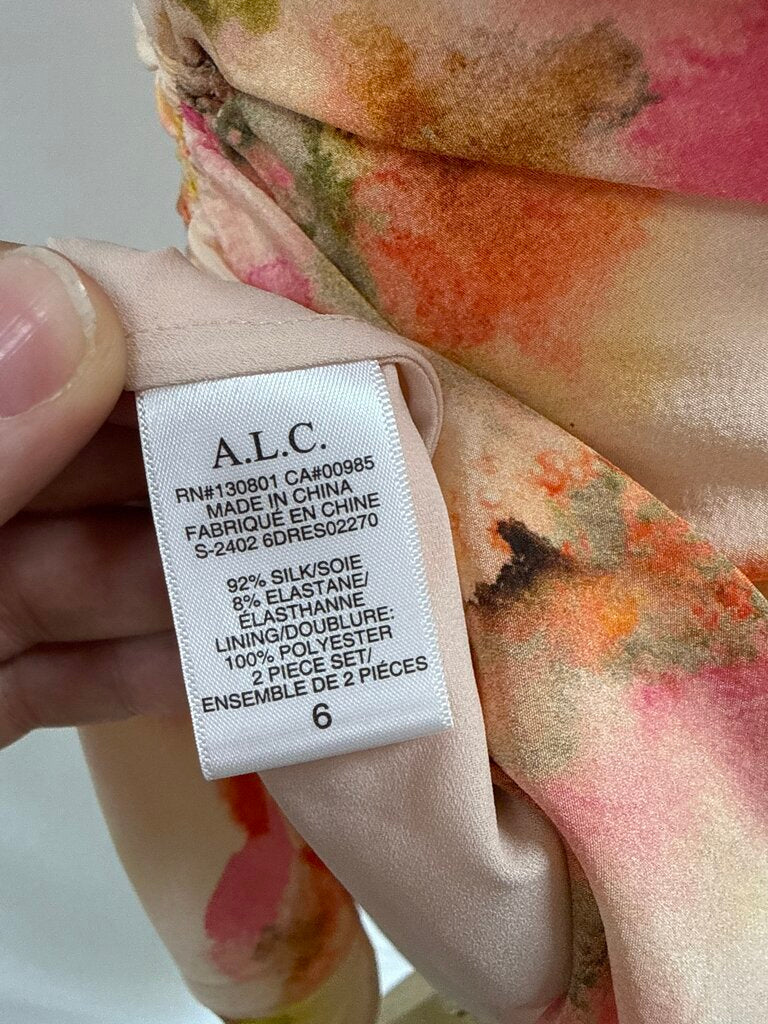 A.L.C.
RN#130801 CA#00985
MADE IN CHINA
FABRIQUÉ EN CHINE
S-2402 6DRES02270
92% SILK/SOIE
8% ELASTANE/
ÉLASTHANNE
LINING/DOUBLURE:
100% POLYESTER
2 PIECE SET/
ENSEMBLE DE 2 PIÉCES
6